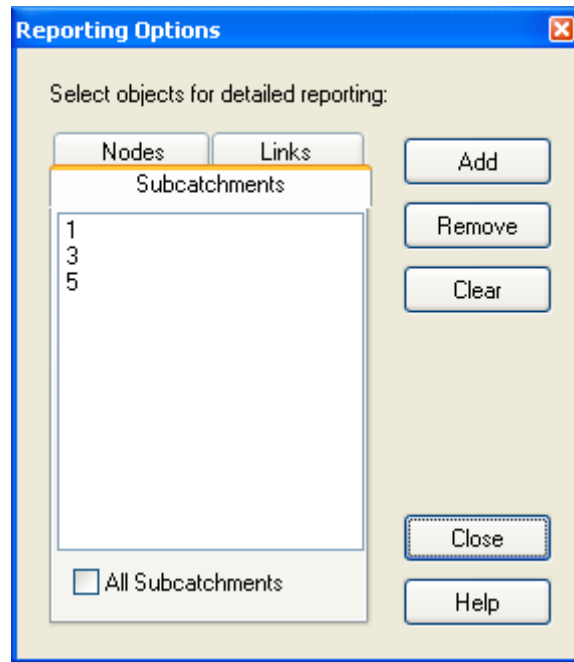 Reporting Options
Select objects for detailed reporting:
Nodes Links
Subcatchments
1
3
5
All Subcatchments
Add
Remove
Clear
Close
Help